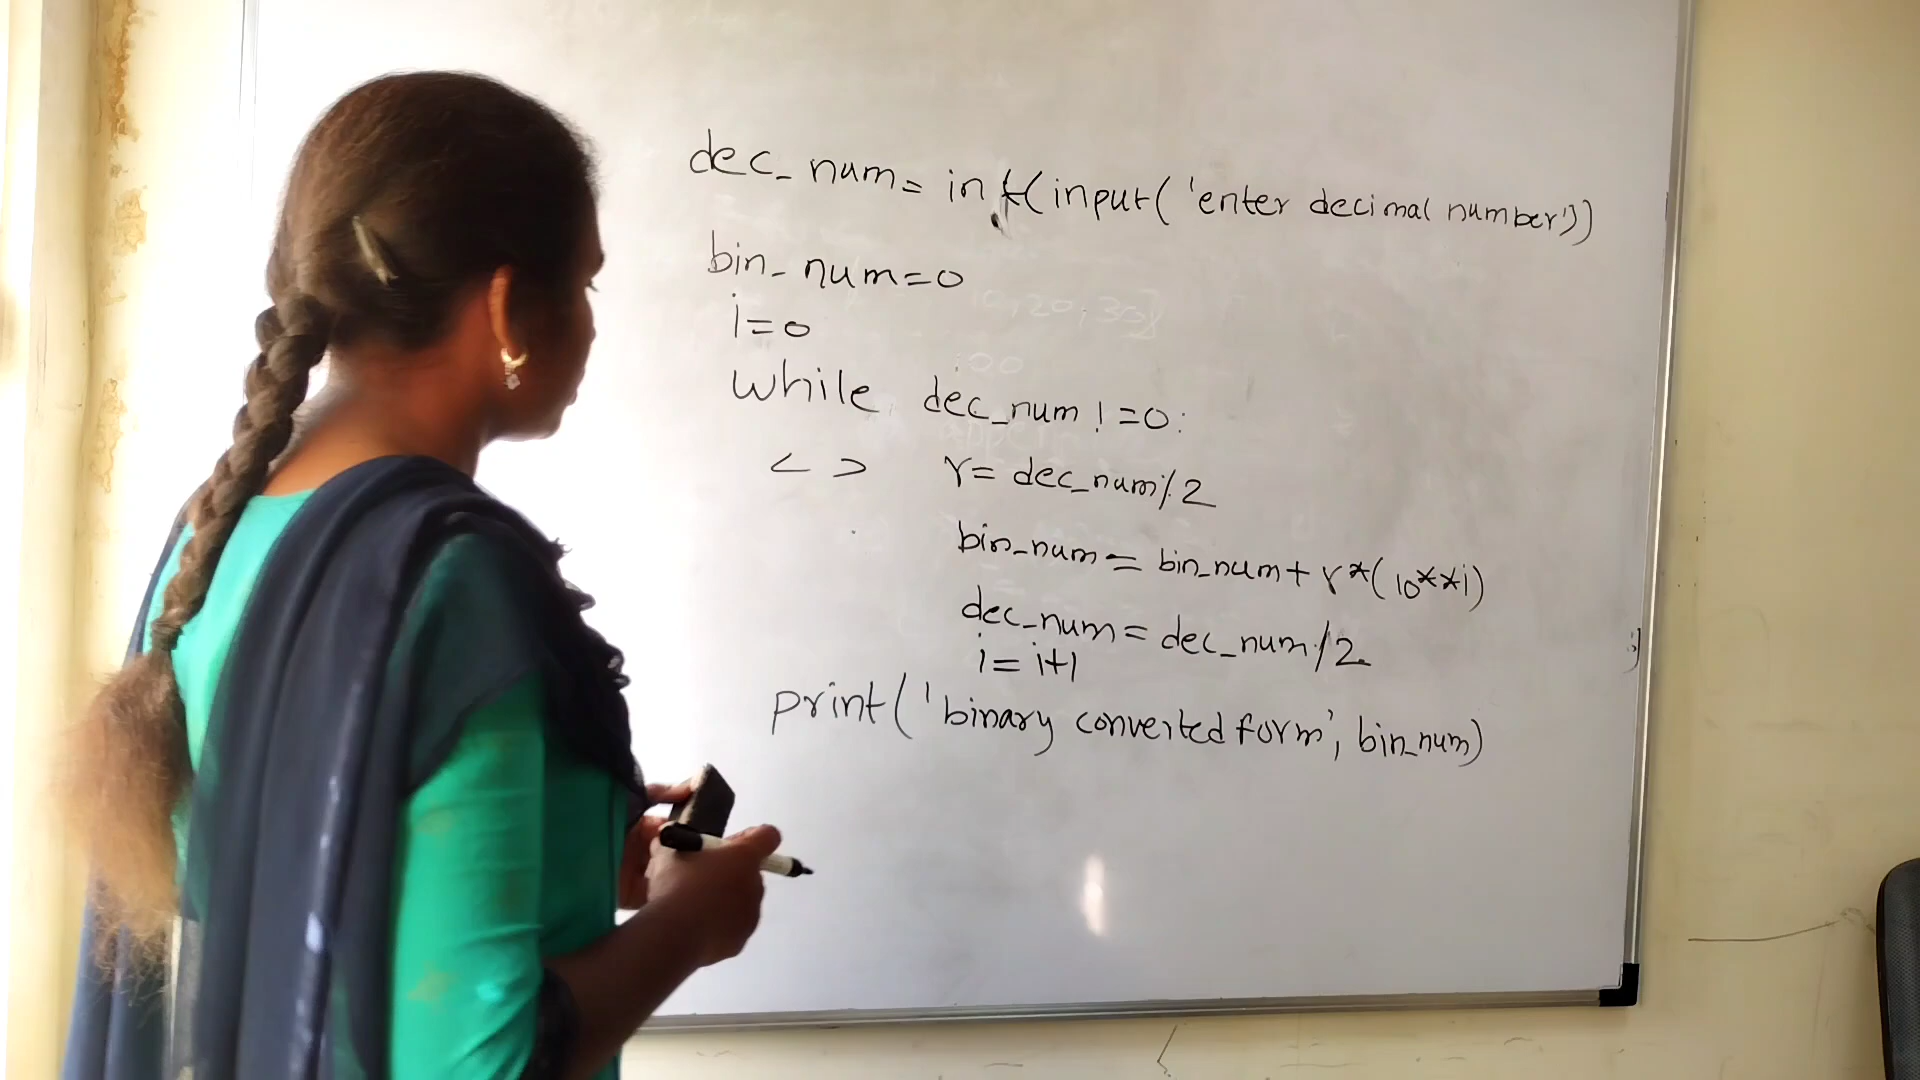 dec_num= int(input('enter decimal number'))
bin_num=0
i=0
while dec_num !=0:
< > r= dec_num%2
bin_num= bin_num+r*(10**i)
dec_num= dec_num/2
i= i+1
print('binary converted form', bin_num)